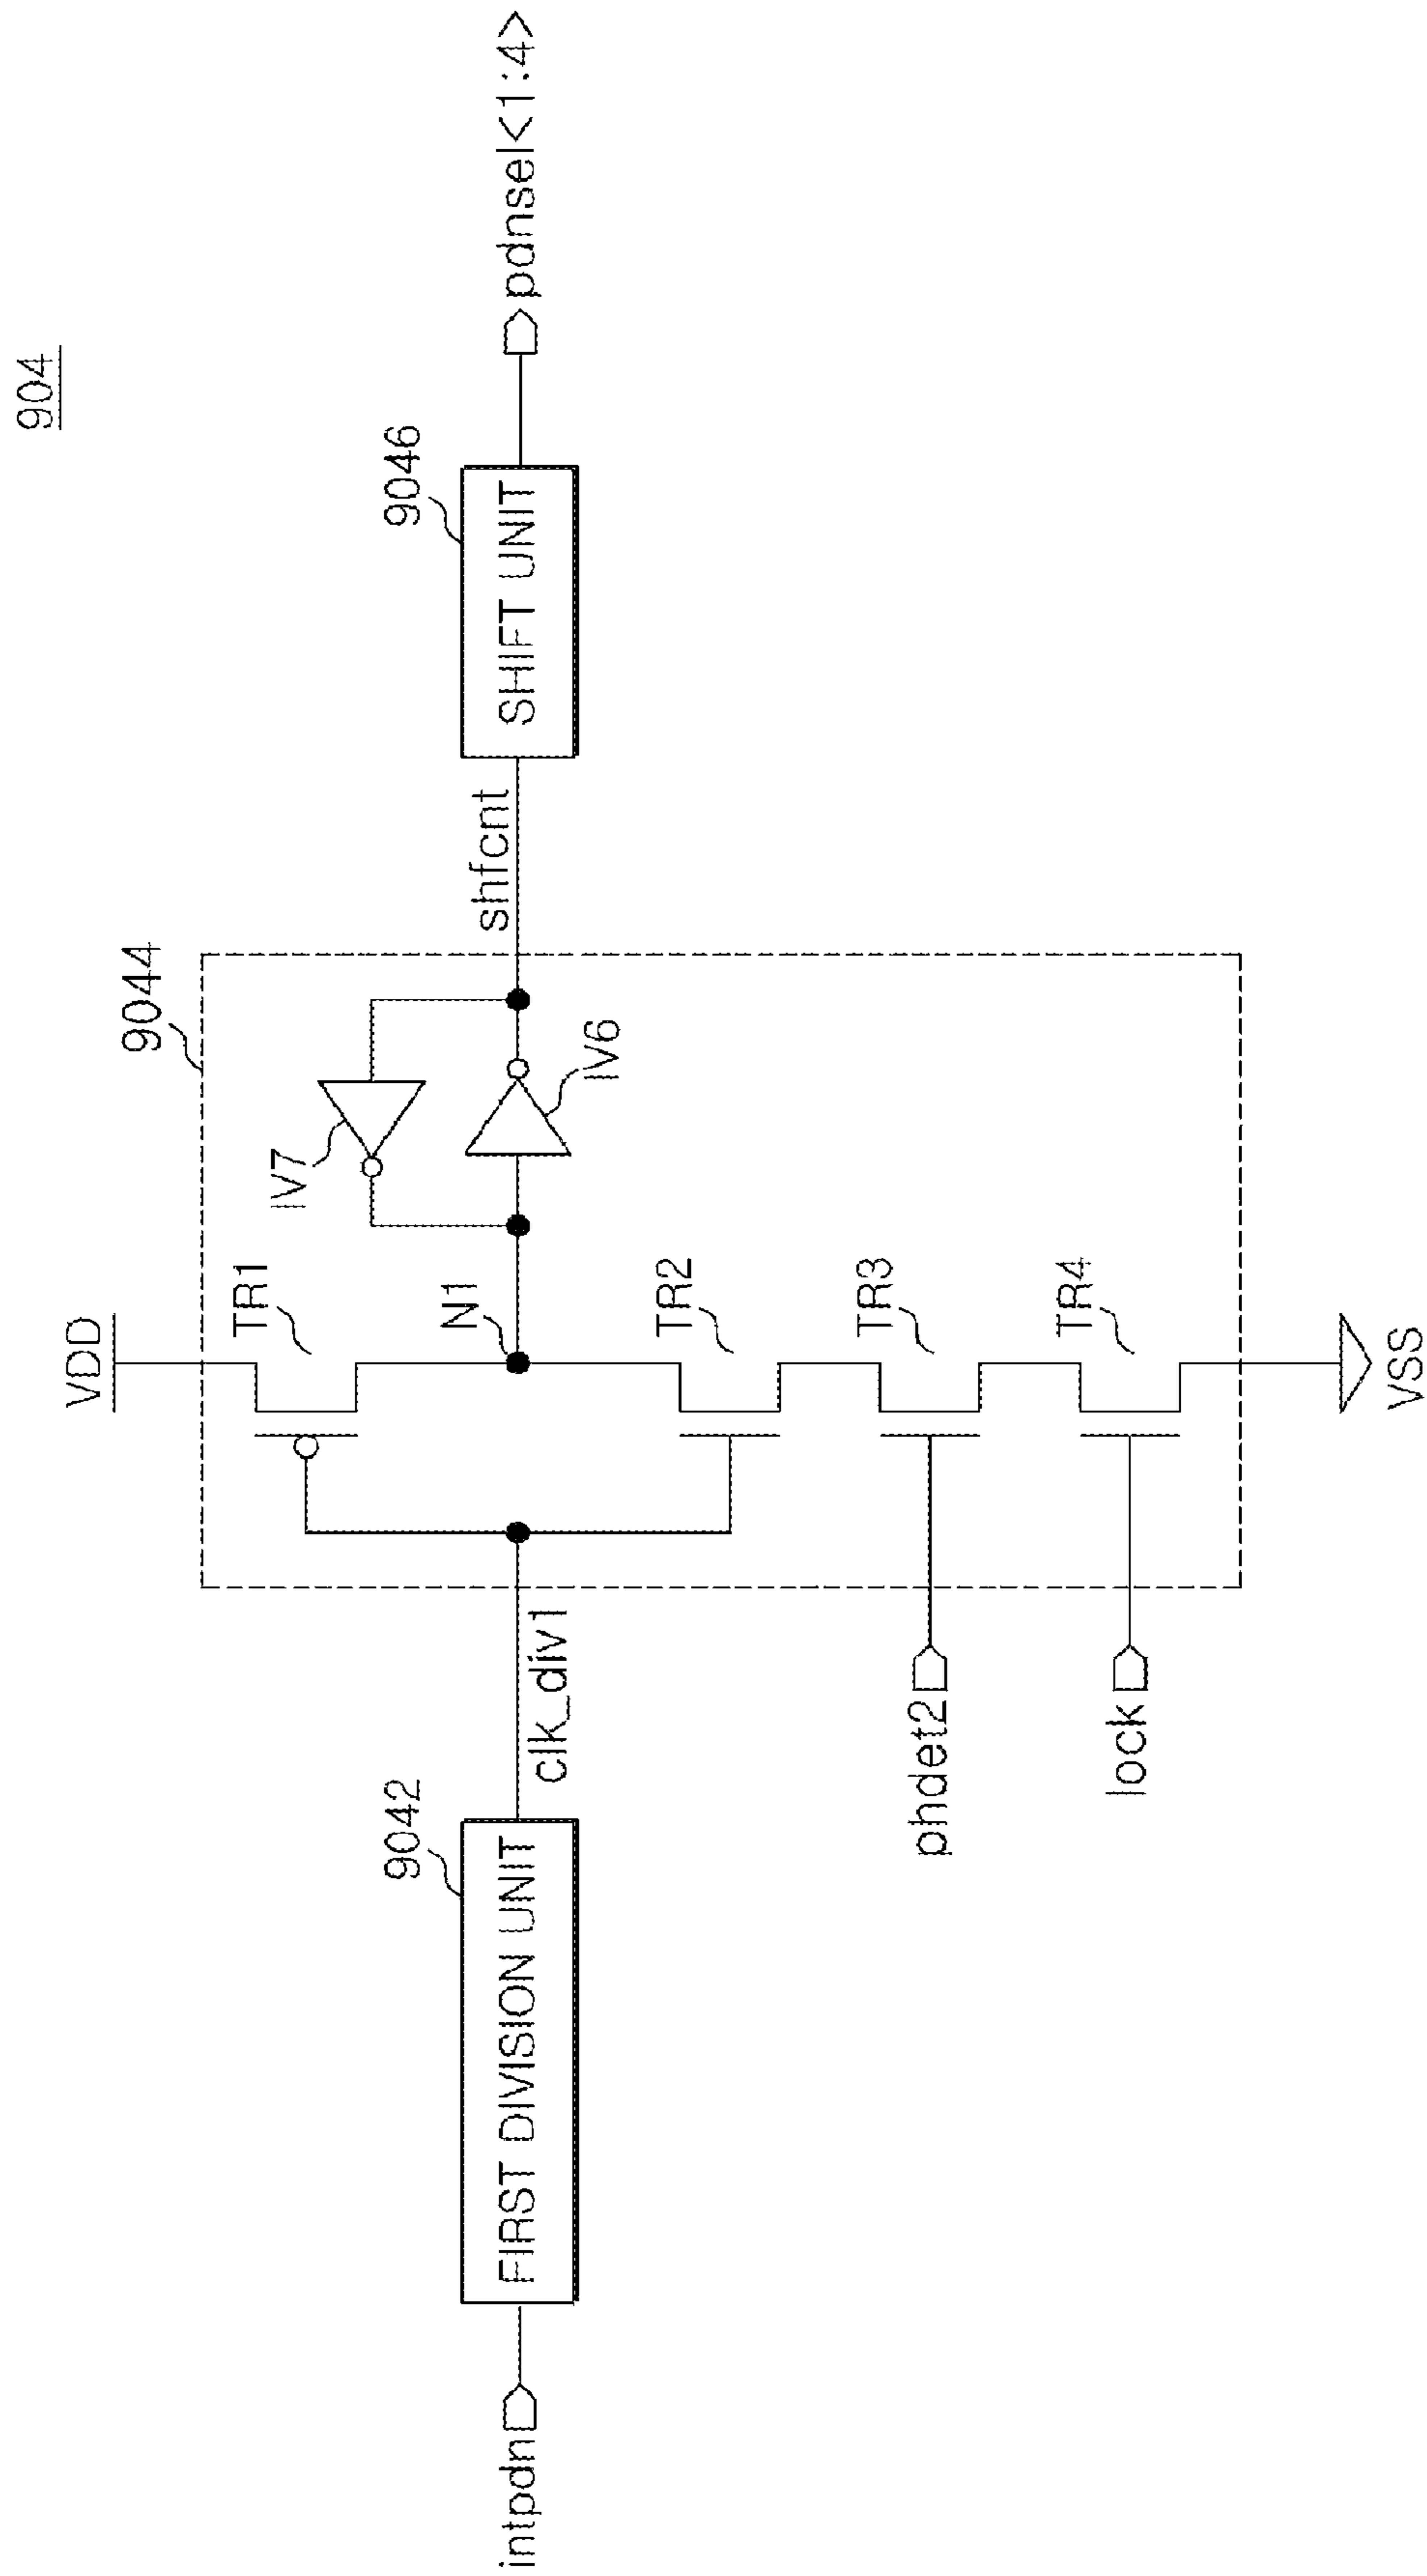 904
intpdn
9042
FIRST DIVISION UNIT
clk_div1
9044
VDD
TR1
N1
IV7
IV6
TR2
phdet2
TR3
lock
TR4
VSS
shfcnt
9046
SHIFT UNIT
pdnsel<1:4>